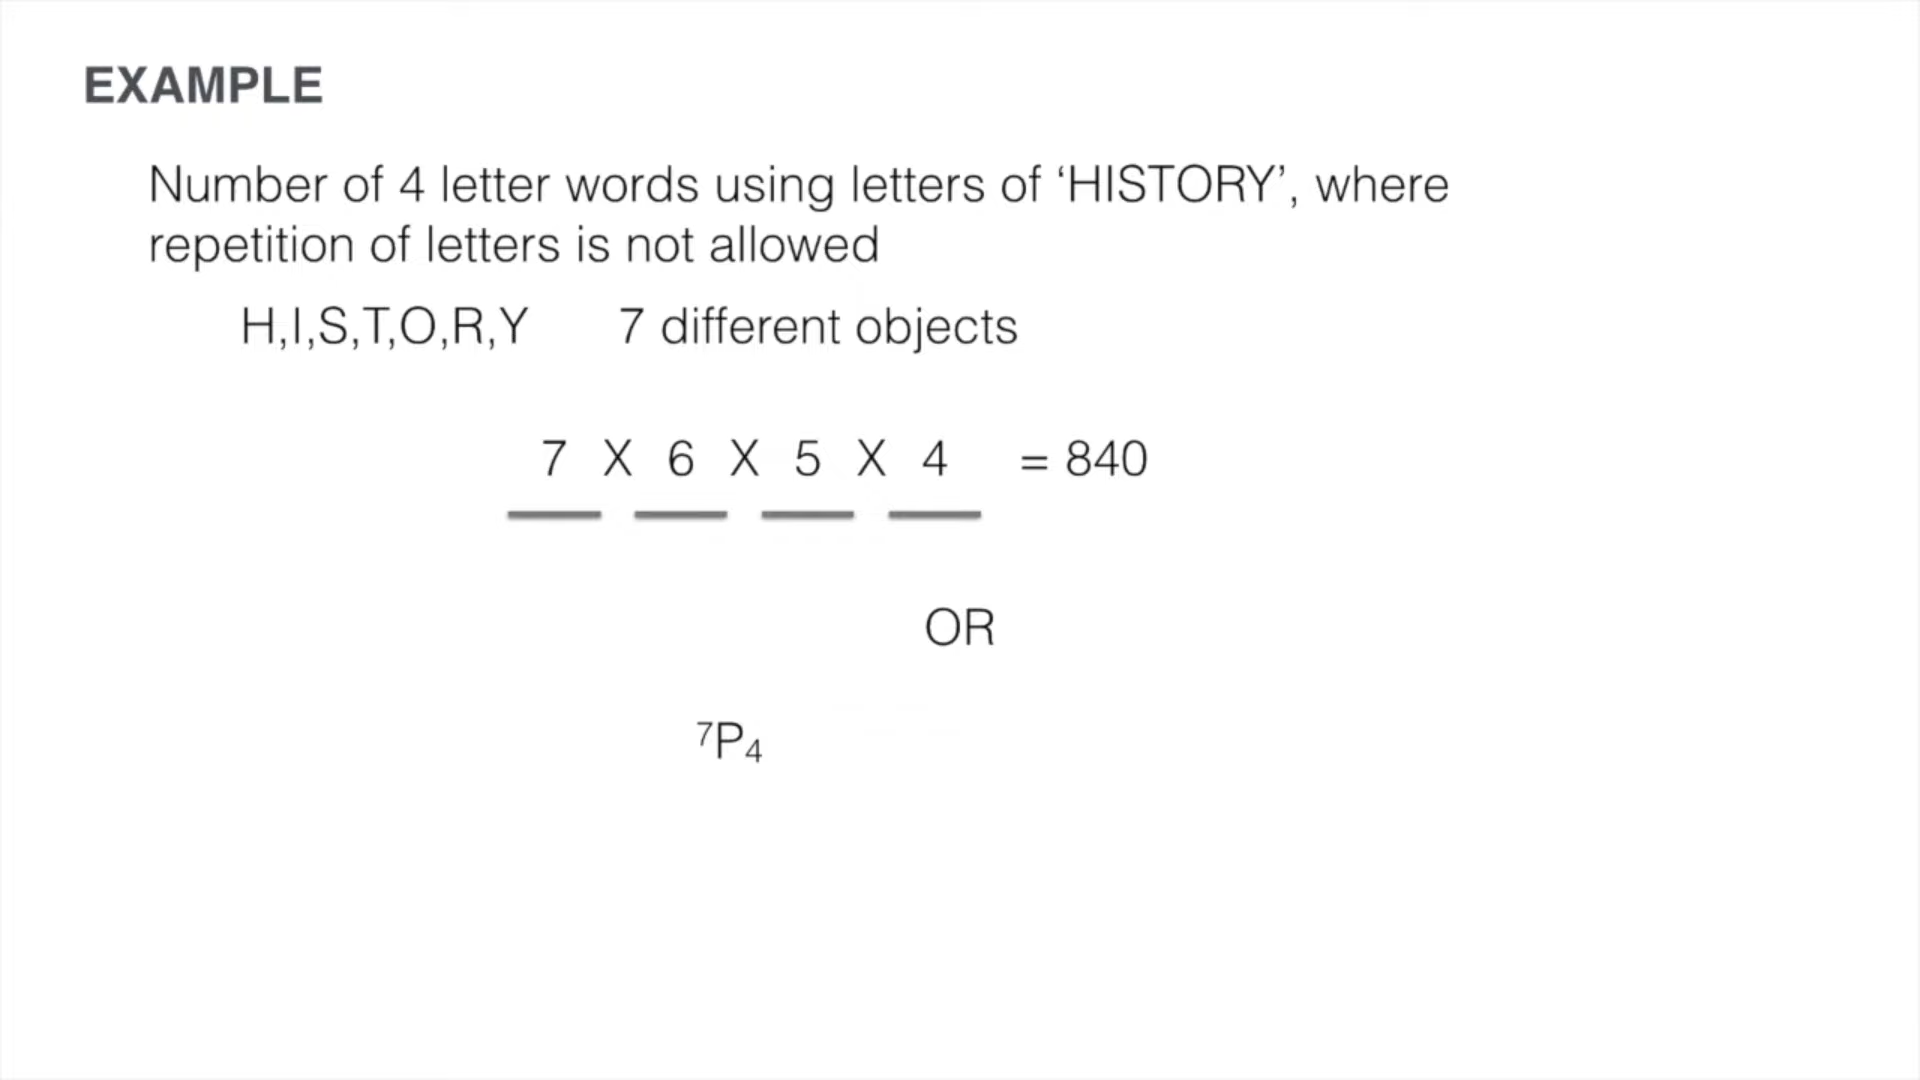 EXAMPLE
Number of 4 letter words using letters of ‘HISTORY’, where
repetition of letters is not allowed
H,I,S,T,O,R,Y 7 different objects
7 X 6 X 5 X 4 = 840
OR
⁷P₄